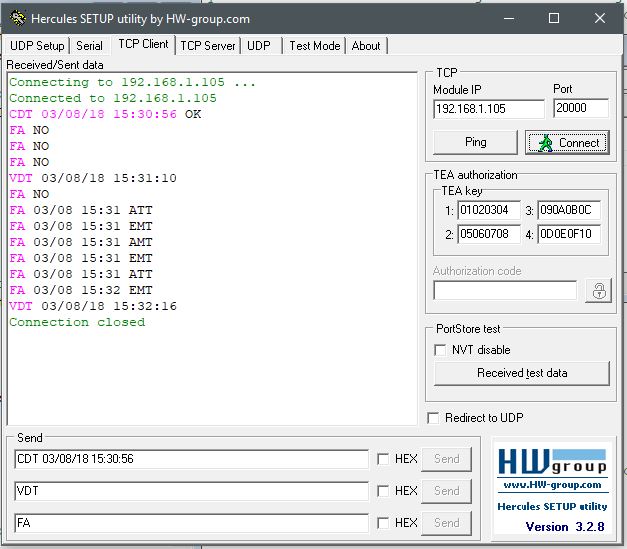 Hercules SETUP utility by HW-group.com
UDP Setup Serial TCP Client TCP Server UDP Test Mode About
Received/Sent data
Connecting to 192.168.1.105 ...
Connected to 192.168.1.105
CDT 03/08/18 15:30:56 OK
FA NO
FA NO
FA NO
VDT 03/08/18 15:31:10
FA NO
FA 03/08 15:31 ATT
FA 03/08 15:31 EMT
FA 03/08 15:31 AMT
FA 03/08 15:31 EMT
FA 03/08 15:31 ATT
FA 03/08 15:32 EMT
VDT 03/08/18 15:32:16
Connection closed
TCP
Module IP Port
192.168.1.105 20000
Ping Connect
TEA authorization
TEA key
1: 01020304 3: 090A0B0C
2: 05060708 4: 0D0E0F10
Authorization code
PortStore test
NVT disable
Received test data
Redirect to UDP
Send
CDT 03/08/18 15:30:56 HEX Send
VDT HEX Send
FA HEX Send
HWgroup
www.HW-group.com
Hercules SETUP utility
Version 3.2.8